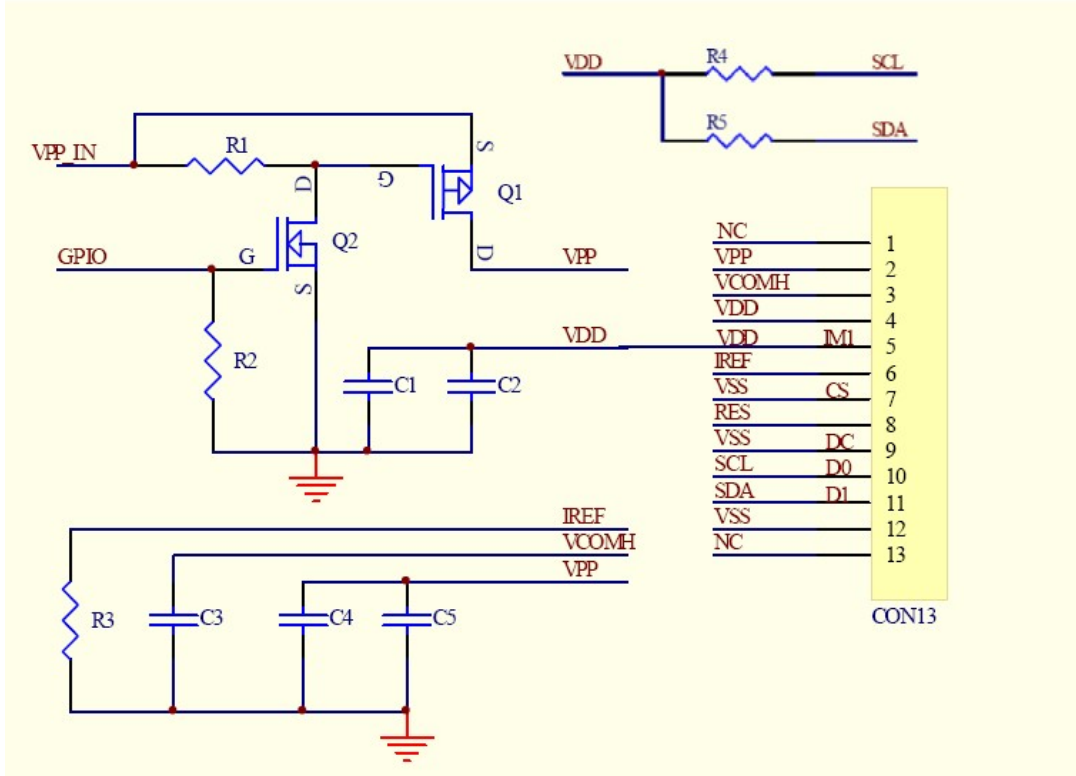 R4
VDD SCL
R5
SDA
R1
VPP_IN
S
G
D
Q1
Q2
GPIO G
S
D
VPP
R2
VDD
C1 C2
NC 1
VPP 2
VCOMH 3
VDD 4
VDD IM1 5
IREF 6
VSS CS 7
RES 8
VSS DC 9
SCL D0 10
SDA D1 11
VSS 12
NC 13
CON13
IREF
VCOMH
VPP
R3 C3 C4 C5